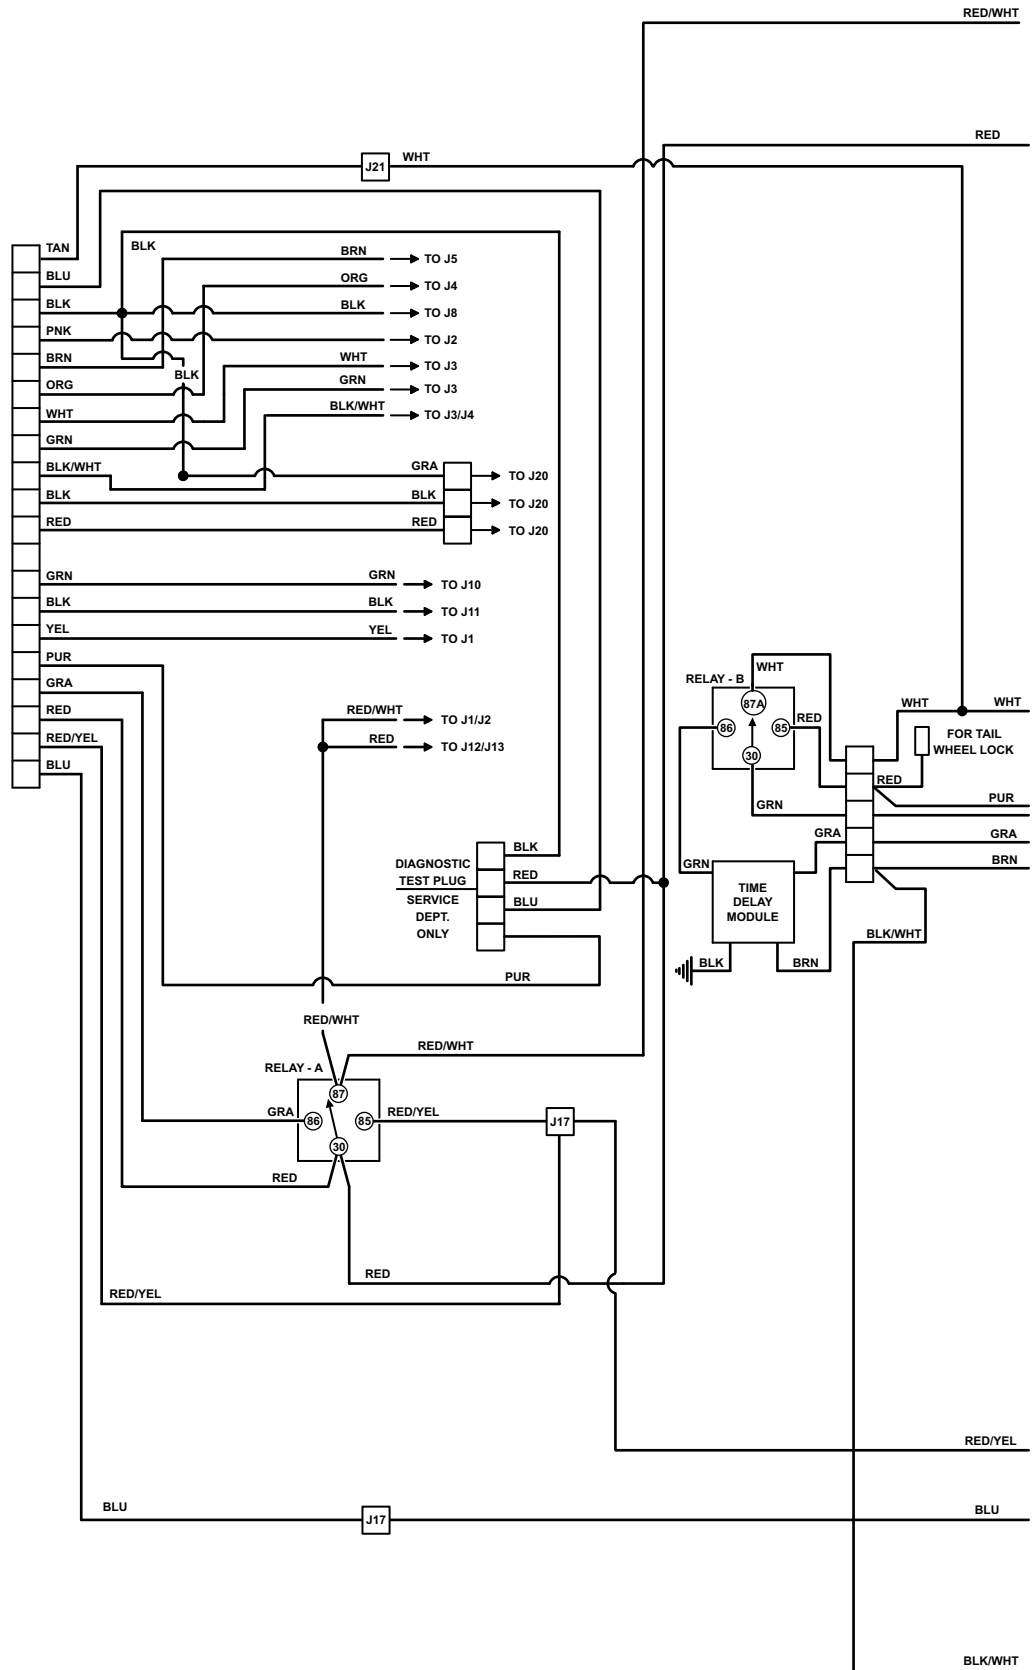 RED/WHT
RED
J21 WHT
TAN
BLK
BRN TO J5
BLU
ORG TO J4
BLK
BLK TO J8
PNK
TO J2
BRN
WHT TO J3
BLK
ORG
GRN TO J3
WHT
BLK/WHT TO J3/J4
GRN
BLK/WHT
GRA TO J20
BLK
BLK TO J20
RED
RED TO J20
GRN
GRN TO J10
BLK
BLK TO J11
YEL
YEL TO J1
PUR
GRA
RED
RED/YEL
BLU
RED/WHT TO J1/J2
RED TO J12/J13
WHT
RELAY - B
87A
86
85
RED
30
GRN
WHT
WHT
FOR TAIL
WHEEL LOCK
RED
PUR
GRA
GRA
BRN
GRN
TIME
DELAY
MODULE
BLK
BRN
BLK/WHT
DIAGNOSTIC
TEST PLUG
SERVICE
DEPT.
ONLY
BLK
RED
BLU
PUR
RED/WHT
RED/WHT
RELAY - A
87
GRA
86
85
RED/YEL
J17
30
RED
RED
RED/YEL
RED/YEL
BLU
J17
BLU
BLK/WHT